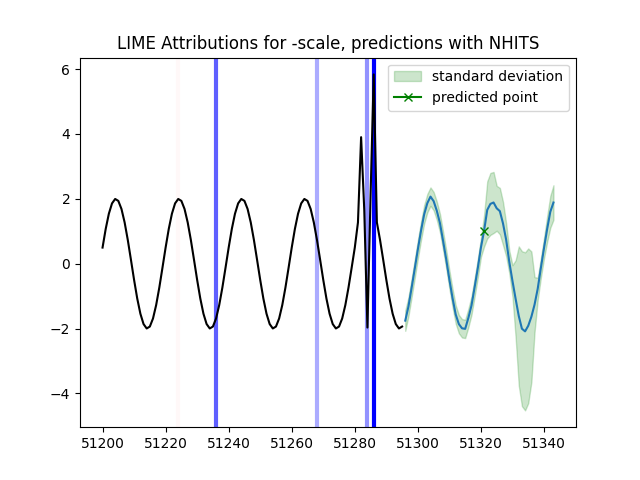 LIME Attributions for -scale, predictions with NHITS
standard deviation
predicted point
6
4
2
0
−2
−4
51200 51220 51240 51260 51280 51300 51320 51340